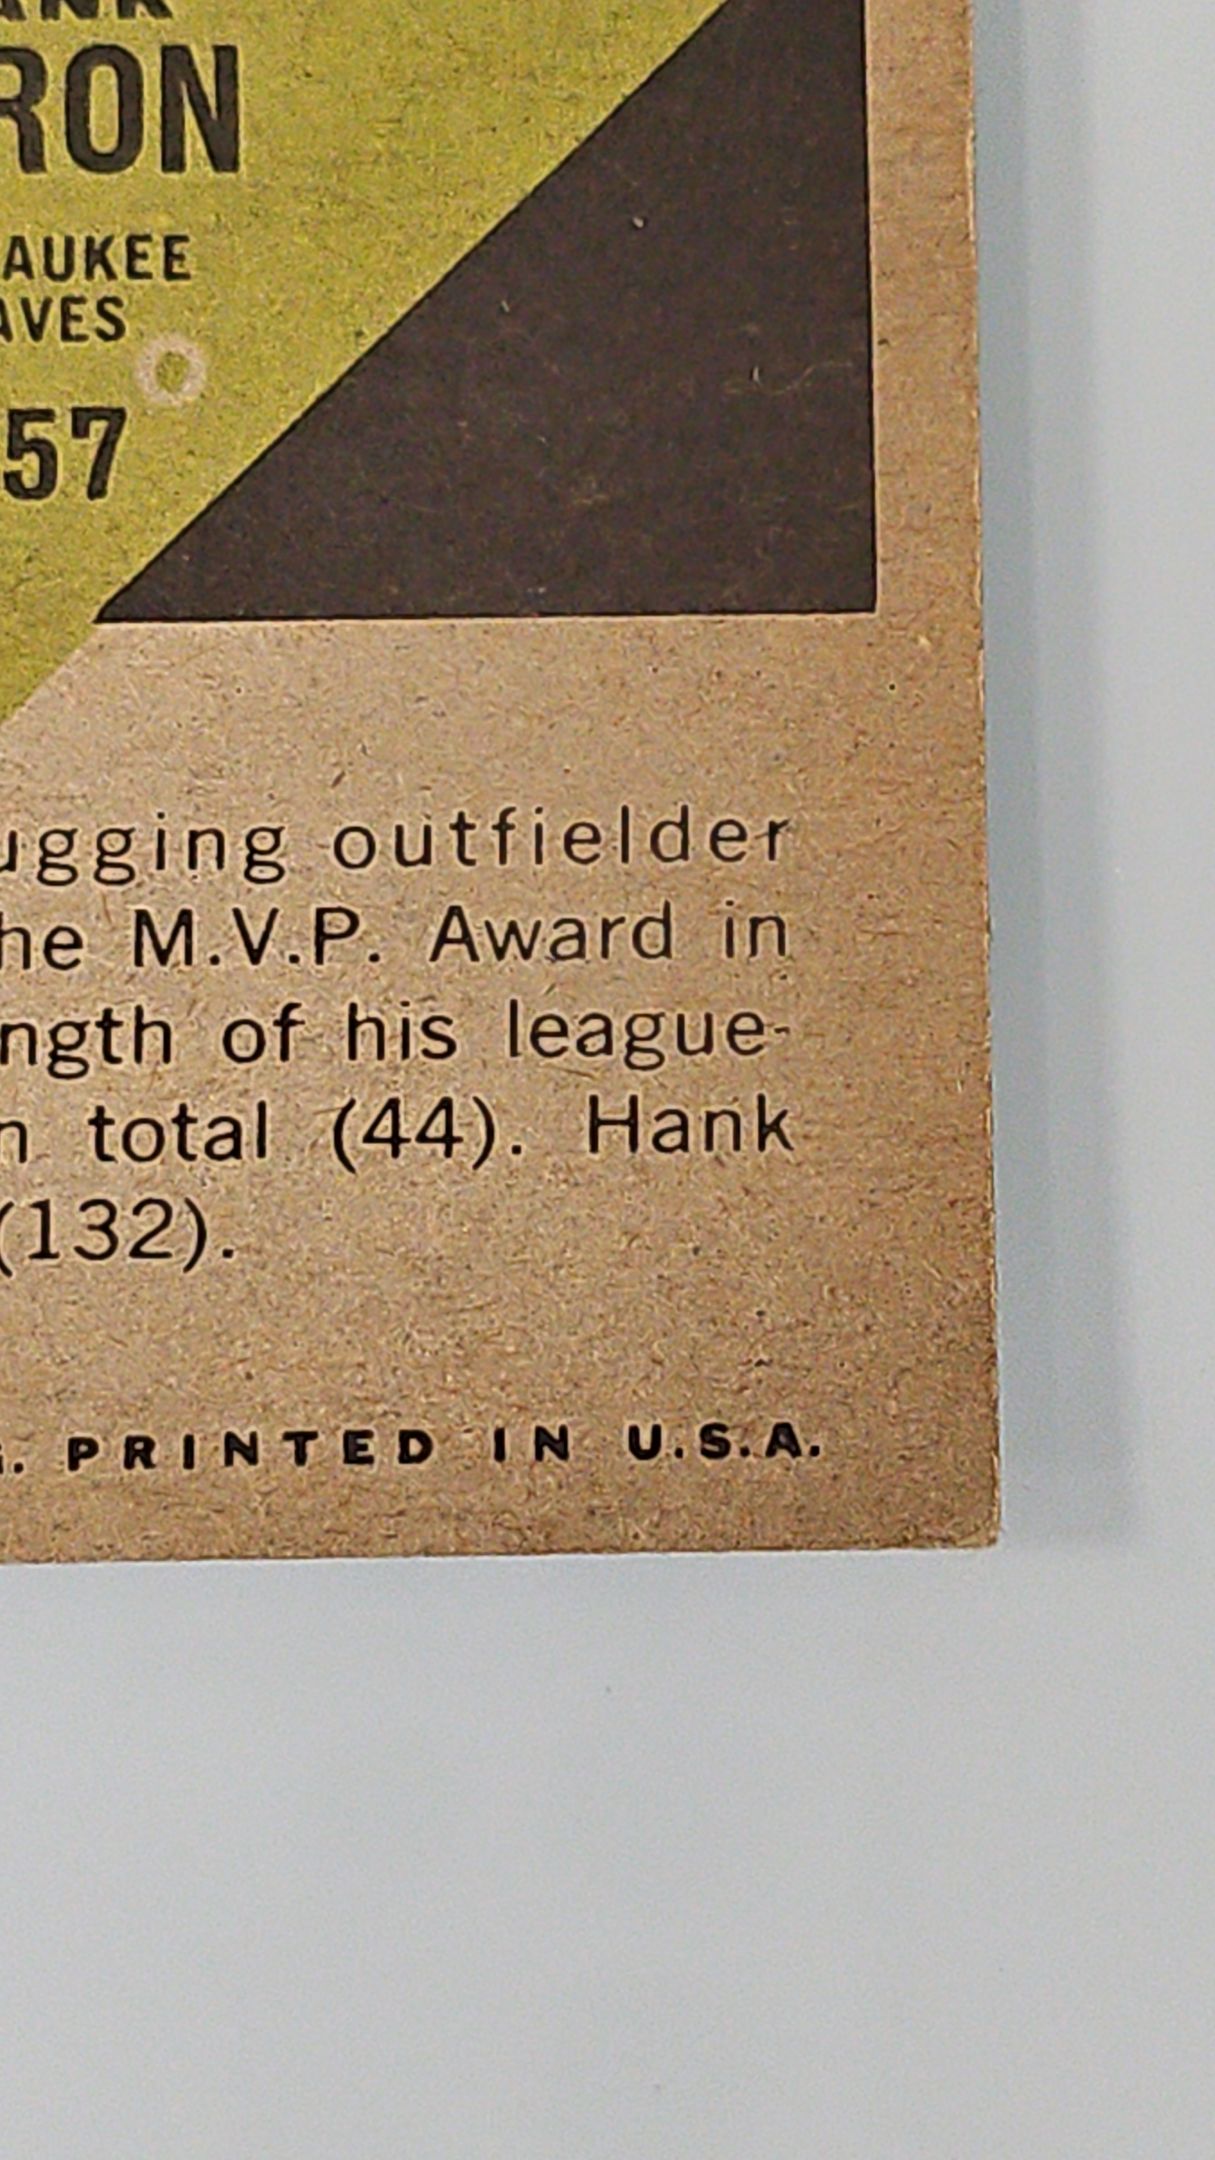 ANK
RON
AUKEE
AVES
57
ugging outfielder
he M.V.P. Award in
ngth of his league-
n total (44). Hank
(132).
G. PRINTED IN U.S.A.